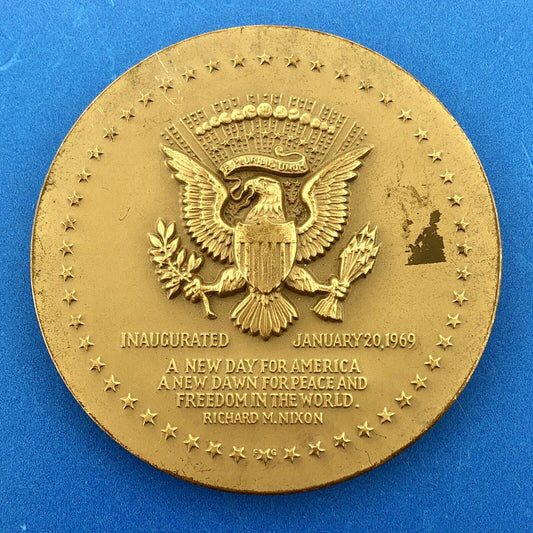 E PLURIBUS UNUM
INAUGURATED JANUARY 20, 1969
A NEW DAY FOR AMERICA
A NEW DAWN FOR PEACE AND
FREEDOM IN THE WORLD.
RICHARD M. NIXON
F G